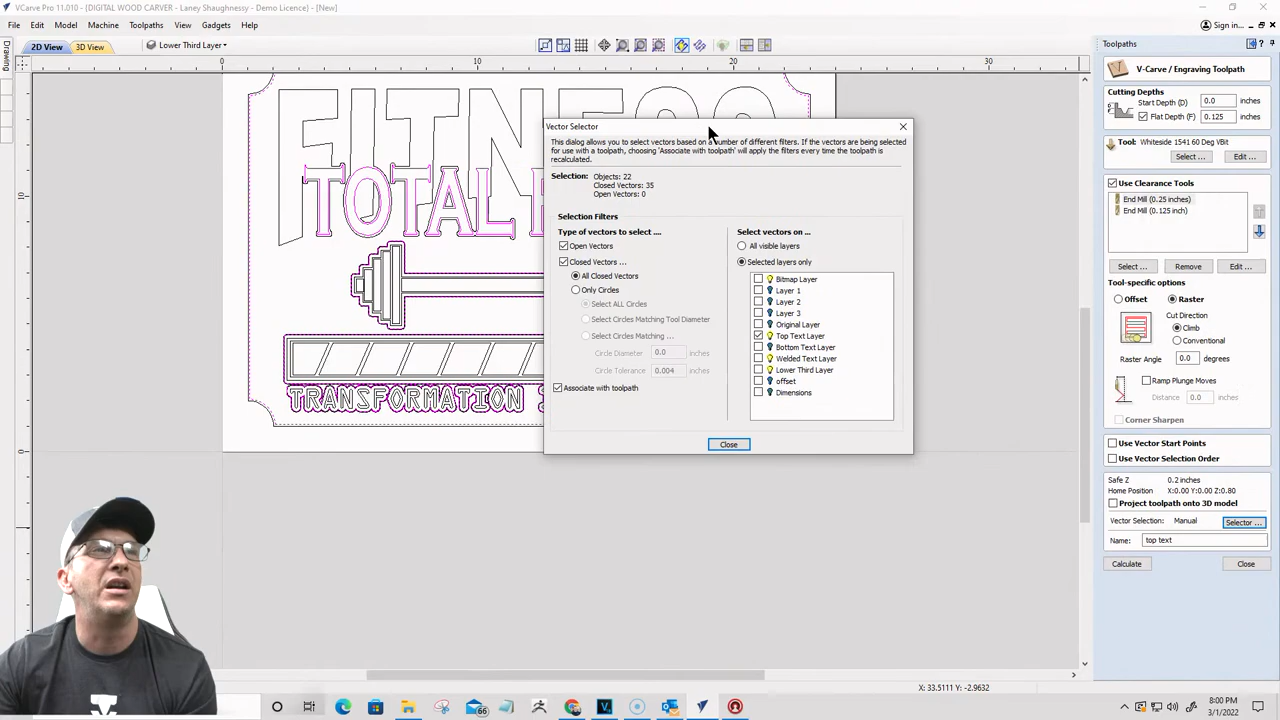 VCarve Pro 11.010 - {DIGITAL WOOD CARVER - Laney Shaughnessy - Demo Licence} - [New]
File Edit Model Machine Toolpaths View Gadgets Help
Sign in...
2D View 3D View Lower Third Layer
Drawing
0 10 20 30
10
0
FITNESS
TOTAL
TRANSFORMATION
Vector Selector
This dialog allows you to select vectors based on a number of different filters. If the vectors are being selected
for use with a toolpath, choosing 'Associate with toolpath' will apply the filters every time the toolpath is
recalculated.
Selection: Objects: 22
Closed Vectors: 35
Open Vectors: 0
Selection Filters
Type of vectors to select ....
Open Vectors
Closed Vectors ...
All Closed Vectors
Only Circles
Select ALL Circles
Select Circles Matching Tool Diameter
Select Circles Matching ...
Circle Diameter 0.0 inches
Circle Tolerance 0.004 inches
Associate with toolpath
Select vectors on ...
All visible layers
Selected layers only
Bitmap Layer
Layer 1
Layer 2
Layer 3
Original Layer
Top Text Layer
Bottom Text Layer
Welded Text Layer
Lower Third Layer
offset
Dimensions
Close
Toolpaths
V-Carve / Engraving Toolpath
Cutting Depths
Start Depth (D) 0.0 inches
Flat Depth (F) 0.125 inches
Tool: Whiteside 1541 60 Deg VBit
Select ... Edit ...
Use Clearance Tools
End Mill (0.25 inches)
End Mill (0.125 inch)
Select ... Remove Edit ...
Tool-specific options
Offset Raster
Cut Direction
Climb
Conventional
Raster Angle 0.0 degrees
Ramp Plunge Moves
Distance 0.0 inches
Corner Sharpen
Use Vector Start Points
Use Vector Selection Order
Safe Z 0.2 inches
Home Position X:0.00 Y:0.00 Z:0.80
Project toolpath onto 3D model
Vector Selection: Manual Selector ...
Name: top text
Calculate Close
X: 33.5111 Y: -2.9632
66
8:00 PM
3/1/2022